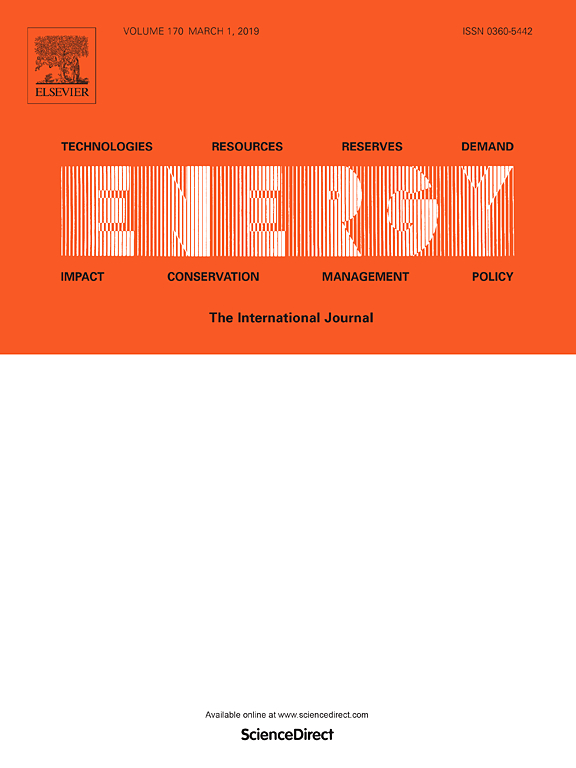 VOLUME 170 MARCH 1, 2019 ISSN 0360-5442
ELSEVIER
TECHNOLOGIES RESOURCES RESERVES DEMAND
ENERGY
IMPACT CONSERVATION MANAGEMENT POLICY
The International Journal
Available online at www.sciencedirect.com
ScienceDirect